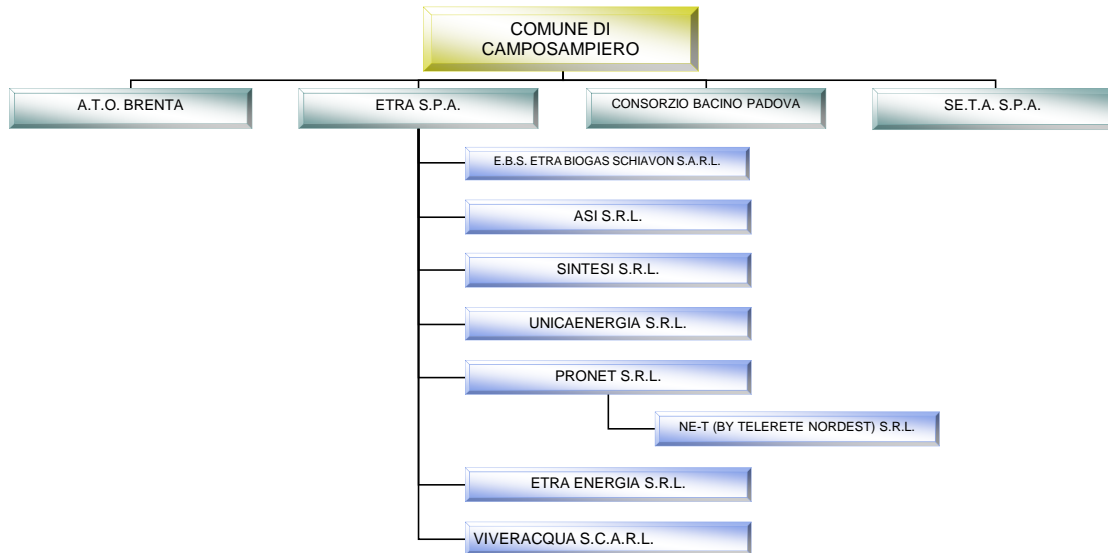 COMUNE DI
CAMPOSAMPIERO
A.T.O. BRENTA
ETRA S.P.A.
CONSORZIO BACINO PADOVA
SE.T.A. S.P.A.
E.B.S. ETRA BIOGAS SCHIAVON S.A.R.L.
ASI S.R.L.
SINTESI S.R.L.
UNICAENERGIA S.R.L.
PRONET S.R.L.
NE-T (BY TELERETE NORDEST) S.R.L.
ETRA ENERGIA S.R.L.
VIVERACQUA S.C.A.R.L.